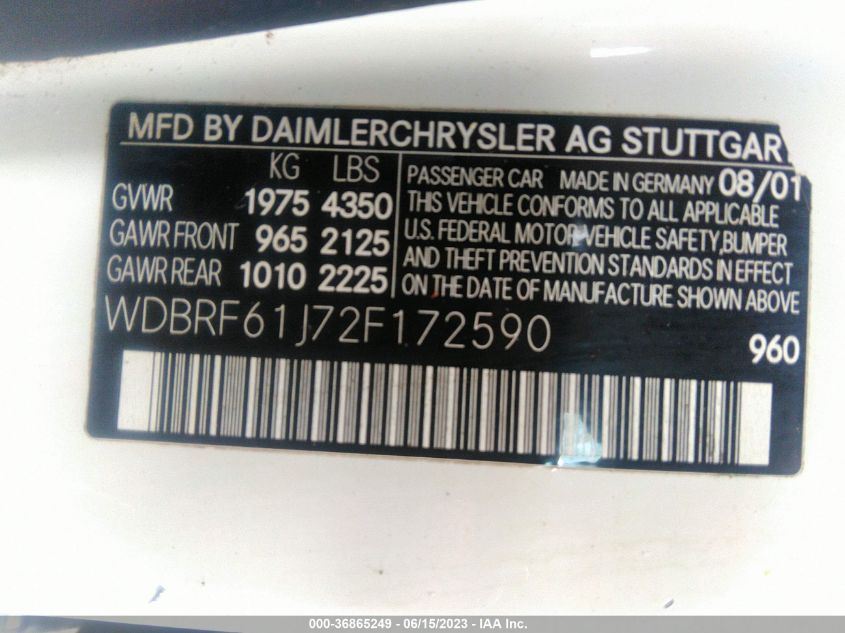 MFD BY DAIMLERCHRYSLER AG STUTTGAR
KG LBS
GVWR 1975 4350
GAWR FRONT 965 2125
GAWR REAR 1010 2225
PASSENGER CAR MADE IN GERMANY 08/01
THIS VEHICLE CONFORMS TO ALL APPLICABLE
U.S. FEDERAL MOTOR VEHICLE SAFETY, BUMPER
AND THEFT PREVENTION STANDARDS IN EFFECT
ON THE DATE OF MANUFACTURE SHOWN ABOVE
WDBRF61J72F172590
960
000-36865249 - 06/15/2023 - IAA Inc.